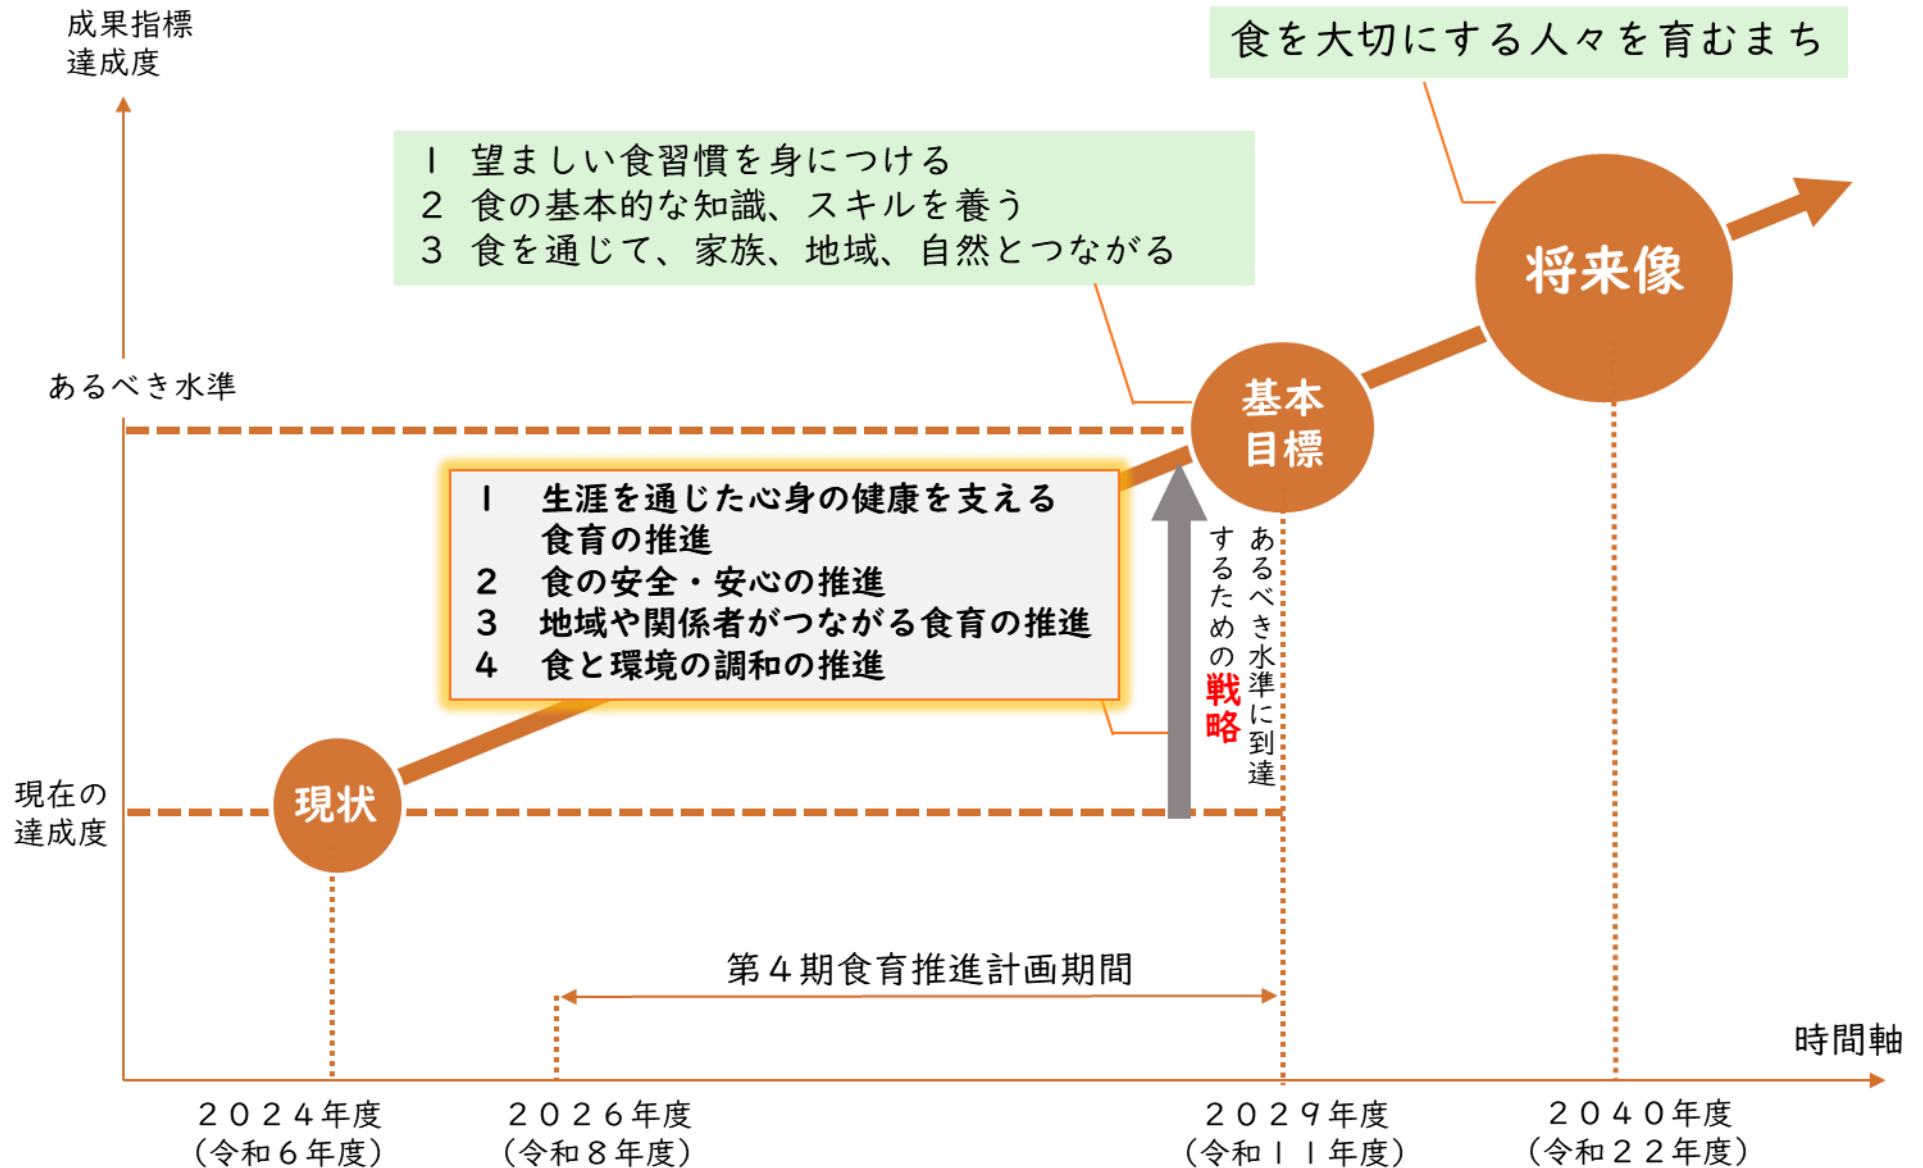 成果指標
達成度
食を大切にする人々を育むまち
1 望ましい食習慣を身につける
2 食の基本的な知識、スキルを養う
3 食を通じて、家族、地域、自然とつながる
将来像
あるべき水準
基本
目標
1 生涯を通じた心身の健康を支える
食育の推進
2 食の安全・安心の推進
3 地域や関係者がつながる食育の推進
4 食と環境の調和の推進
あるべき水準に到達
するための戦略
現在の
達成度
現状
第4期食育推進計画期間
時間軸
2024年度
(令和6年度)
2026年度
(令和8年度)
2029年度
(令和11年度)
2040年度
(令和22年度)